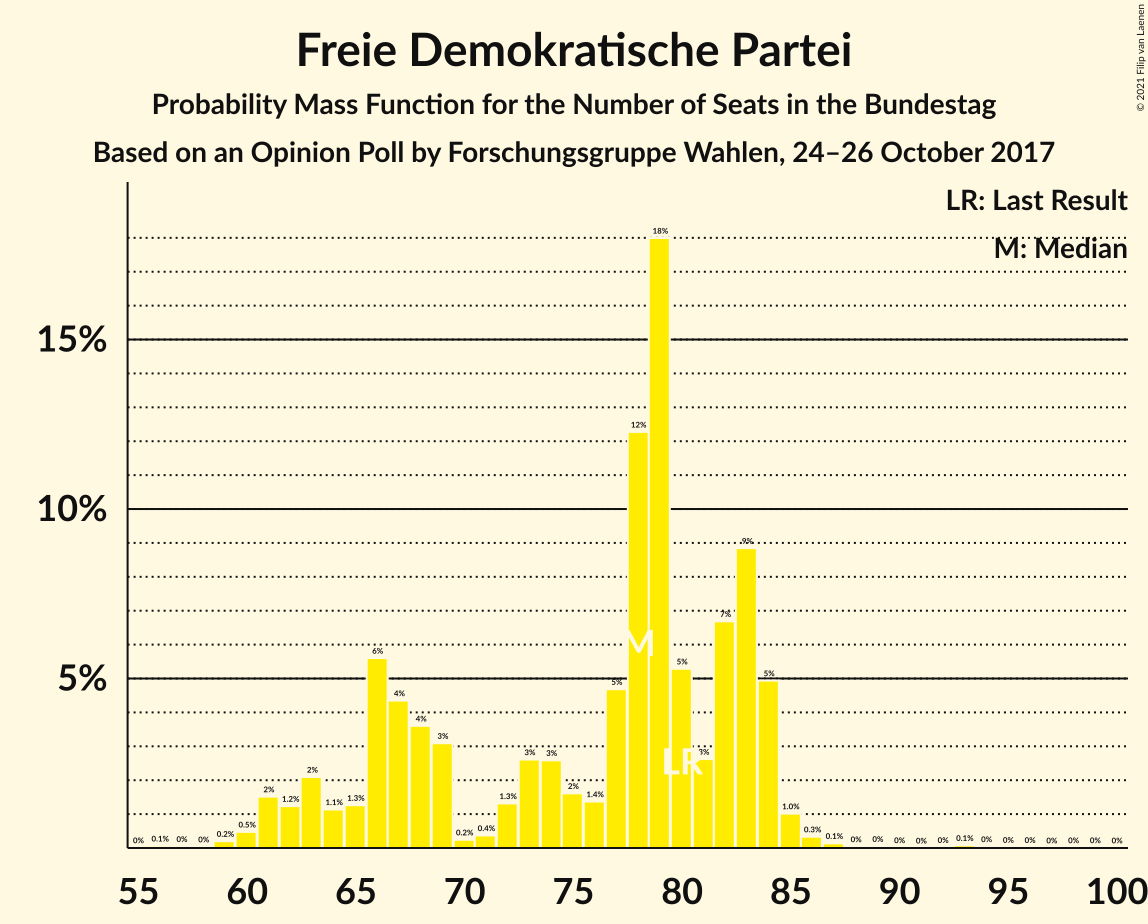 Freie Demokratische Partei
Probability Mass Function for the Number of Seats in the Bundestag
Based on an Opinion Poll by Forschungsgruppe Wahlen, 24–26 October 2017
© 2021 Filip van Laenen
LR: Last Result
M: Median
15%
10%
5%
0% 0.1% 0% 0% 0.2% 0.5% 2% 1.2% 2% 1.1% 1.3% 6% 4% 4% 3% 0.2% 0.4% 1.3% 3% 3% 2% 1.4% 5% 12% 18% 5% 3% 7% 9% 5% 1.0% 0.3% 0.1% 0% 0% 0% 0% 0% 0.1% 0% 0% 0% 0% 0% 0% 0%
M
LR
55 60 65 70 75 80 85 90 95 100